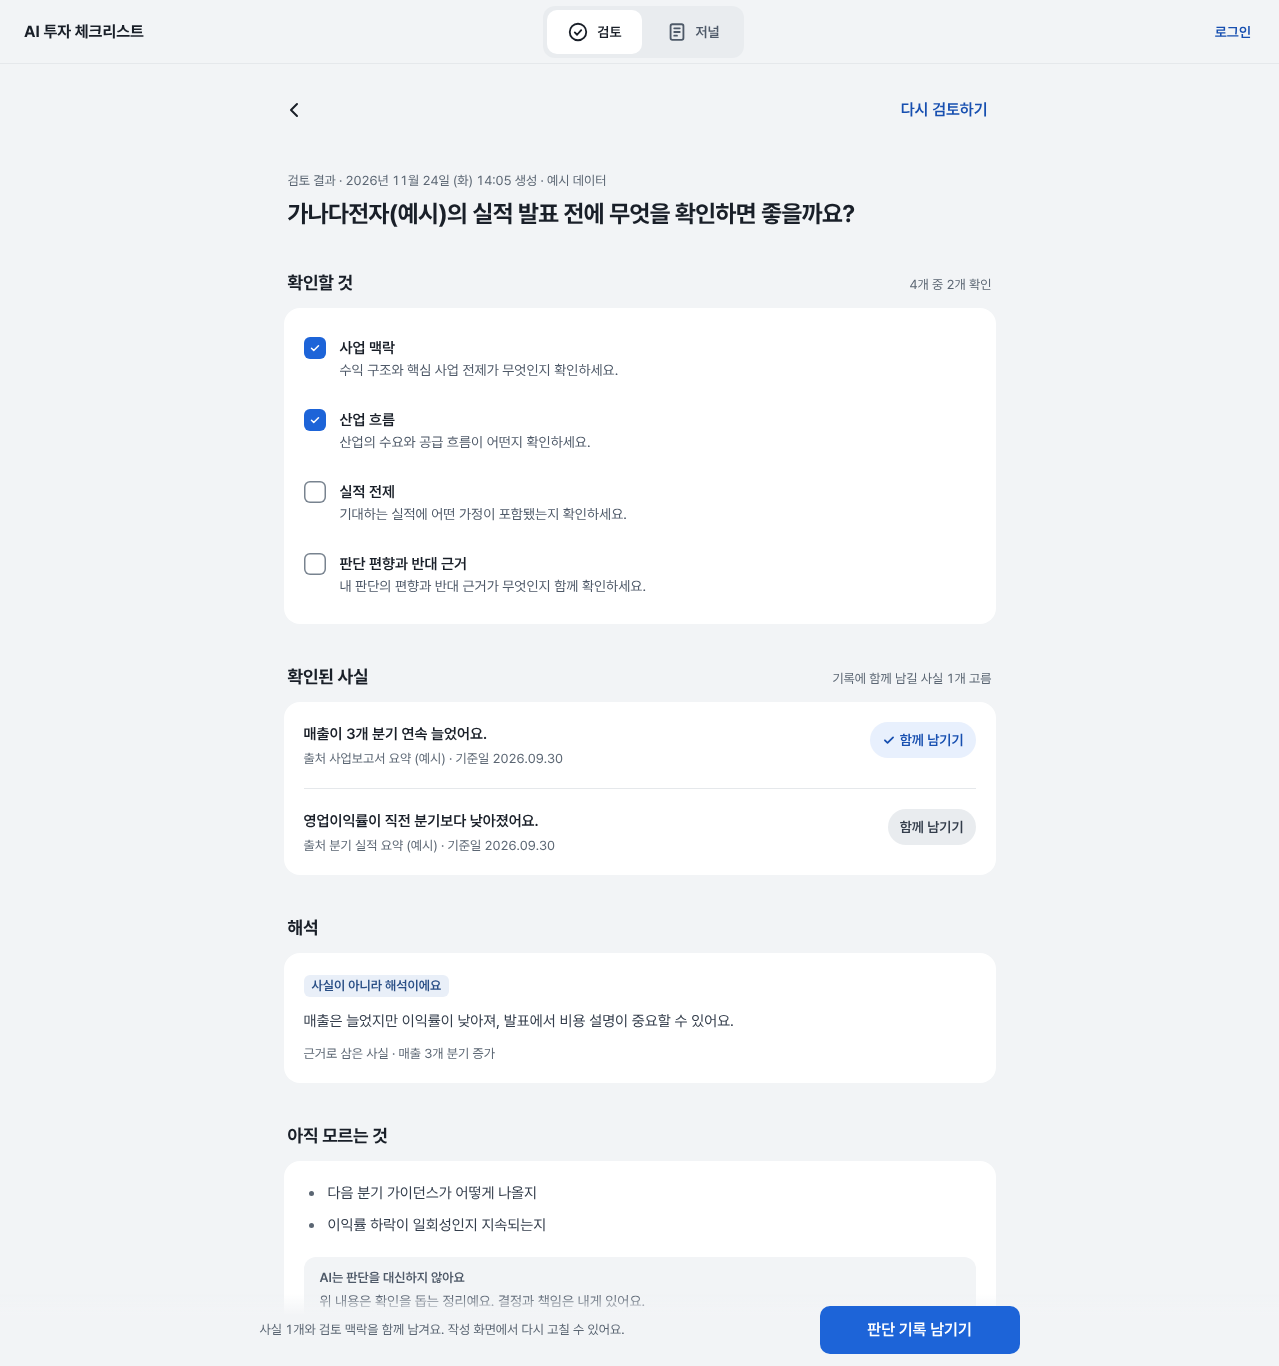 AI 투자 체크리스트
검토
저널
로그인
다시 검토하기
검토 결과 · 2026년 11월 24일 (화) 14:05 생성 · 예시 데이터
가나다전자(예시)의 실적 발표 전에 무엇을 확인하면 좋을까요?
확인할 것
4개 중 2개 확인
사업 맥락
수익 구조와 핵심 사업 전제가 무엇인지 확인하세요.
산업 흐름
산업의 수요와 공급 흐름이 어떤지 확인하세요.
실적 전제
기대하는 실적에 어떤 가정이 포함됐는지 확인하세요.
판단 편향과 반대 근거
내 판단의 편향과 반대 근거가 무엇인지 함께 확인하세요.
확인된 사실
기록에 함께 남길 사실 1개 고름
매출이 3개 분기 연속 늘었어요.
함께 남기기
출처 사업보고서 요약 (예시) · 기준일 2026.09.30
영업이익률이 직전 분기보다 낮아졌어요.
함께 남기기
출처 분기 실적 요약 (예시) · 기준일 2026.09.30
해석
사실이 아니라 해석이에요
매출은 늘었지만 이익률이 낮아져, 발표에서 비용 설명이 중요할 수 있어요.
근거로 삼은 사실 · 매출 3개 분기 증가
아직 모르는 것
다음 분기 가이던스가 어떻게 나올지
이익률 하락이 일회성인지 지속되는지
AI는 판단을 대신하지 않아요
위 내용은 확인을 돕는 정리예요. 결정과 책임은 내게 있어요.
사실 1개와 검토 맥락을 함께 남겨요. 작성 화면에서 다시 고칠 수 있어요.
판단 기록 남기기